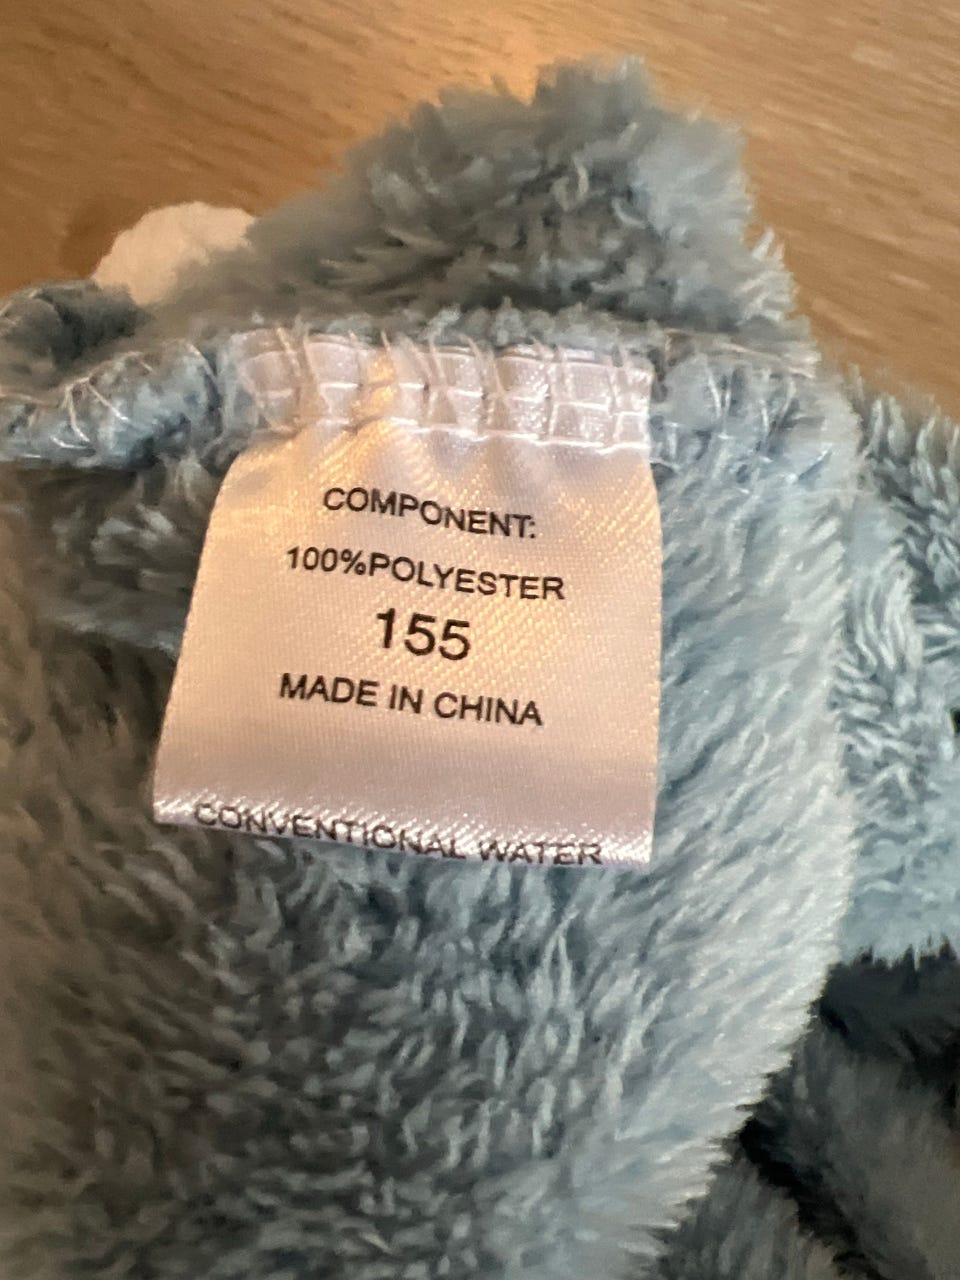 COMPONENT:
100%POLYESTER
155
MADE IN CHINA
CONVENTIONAL WATER